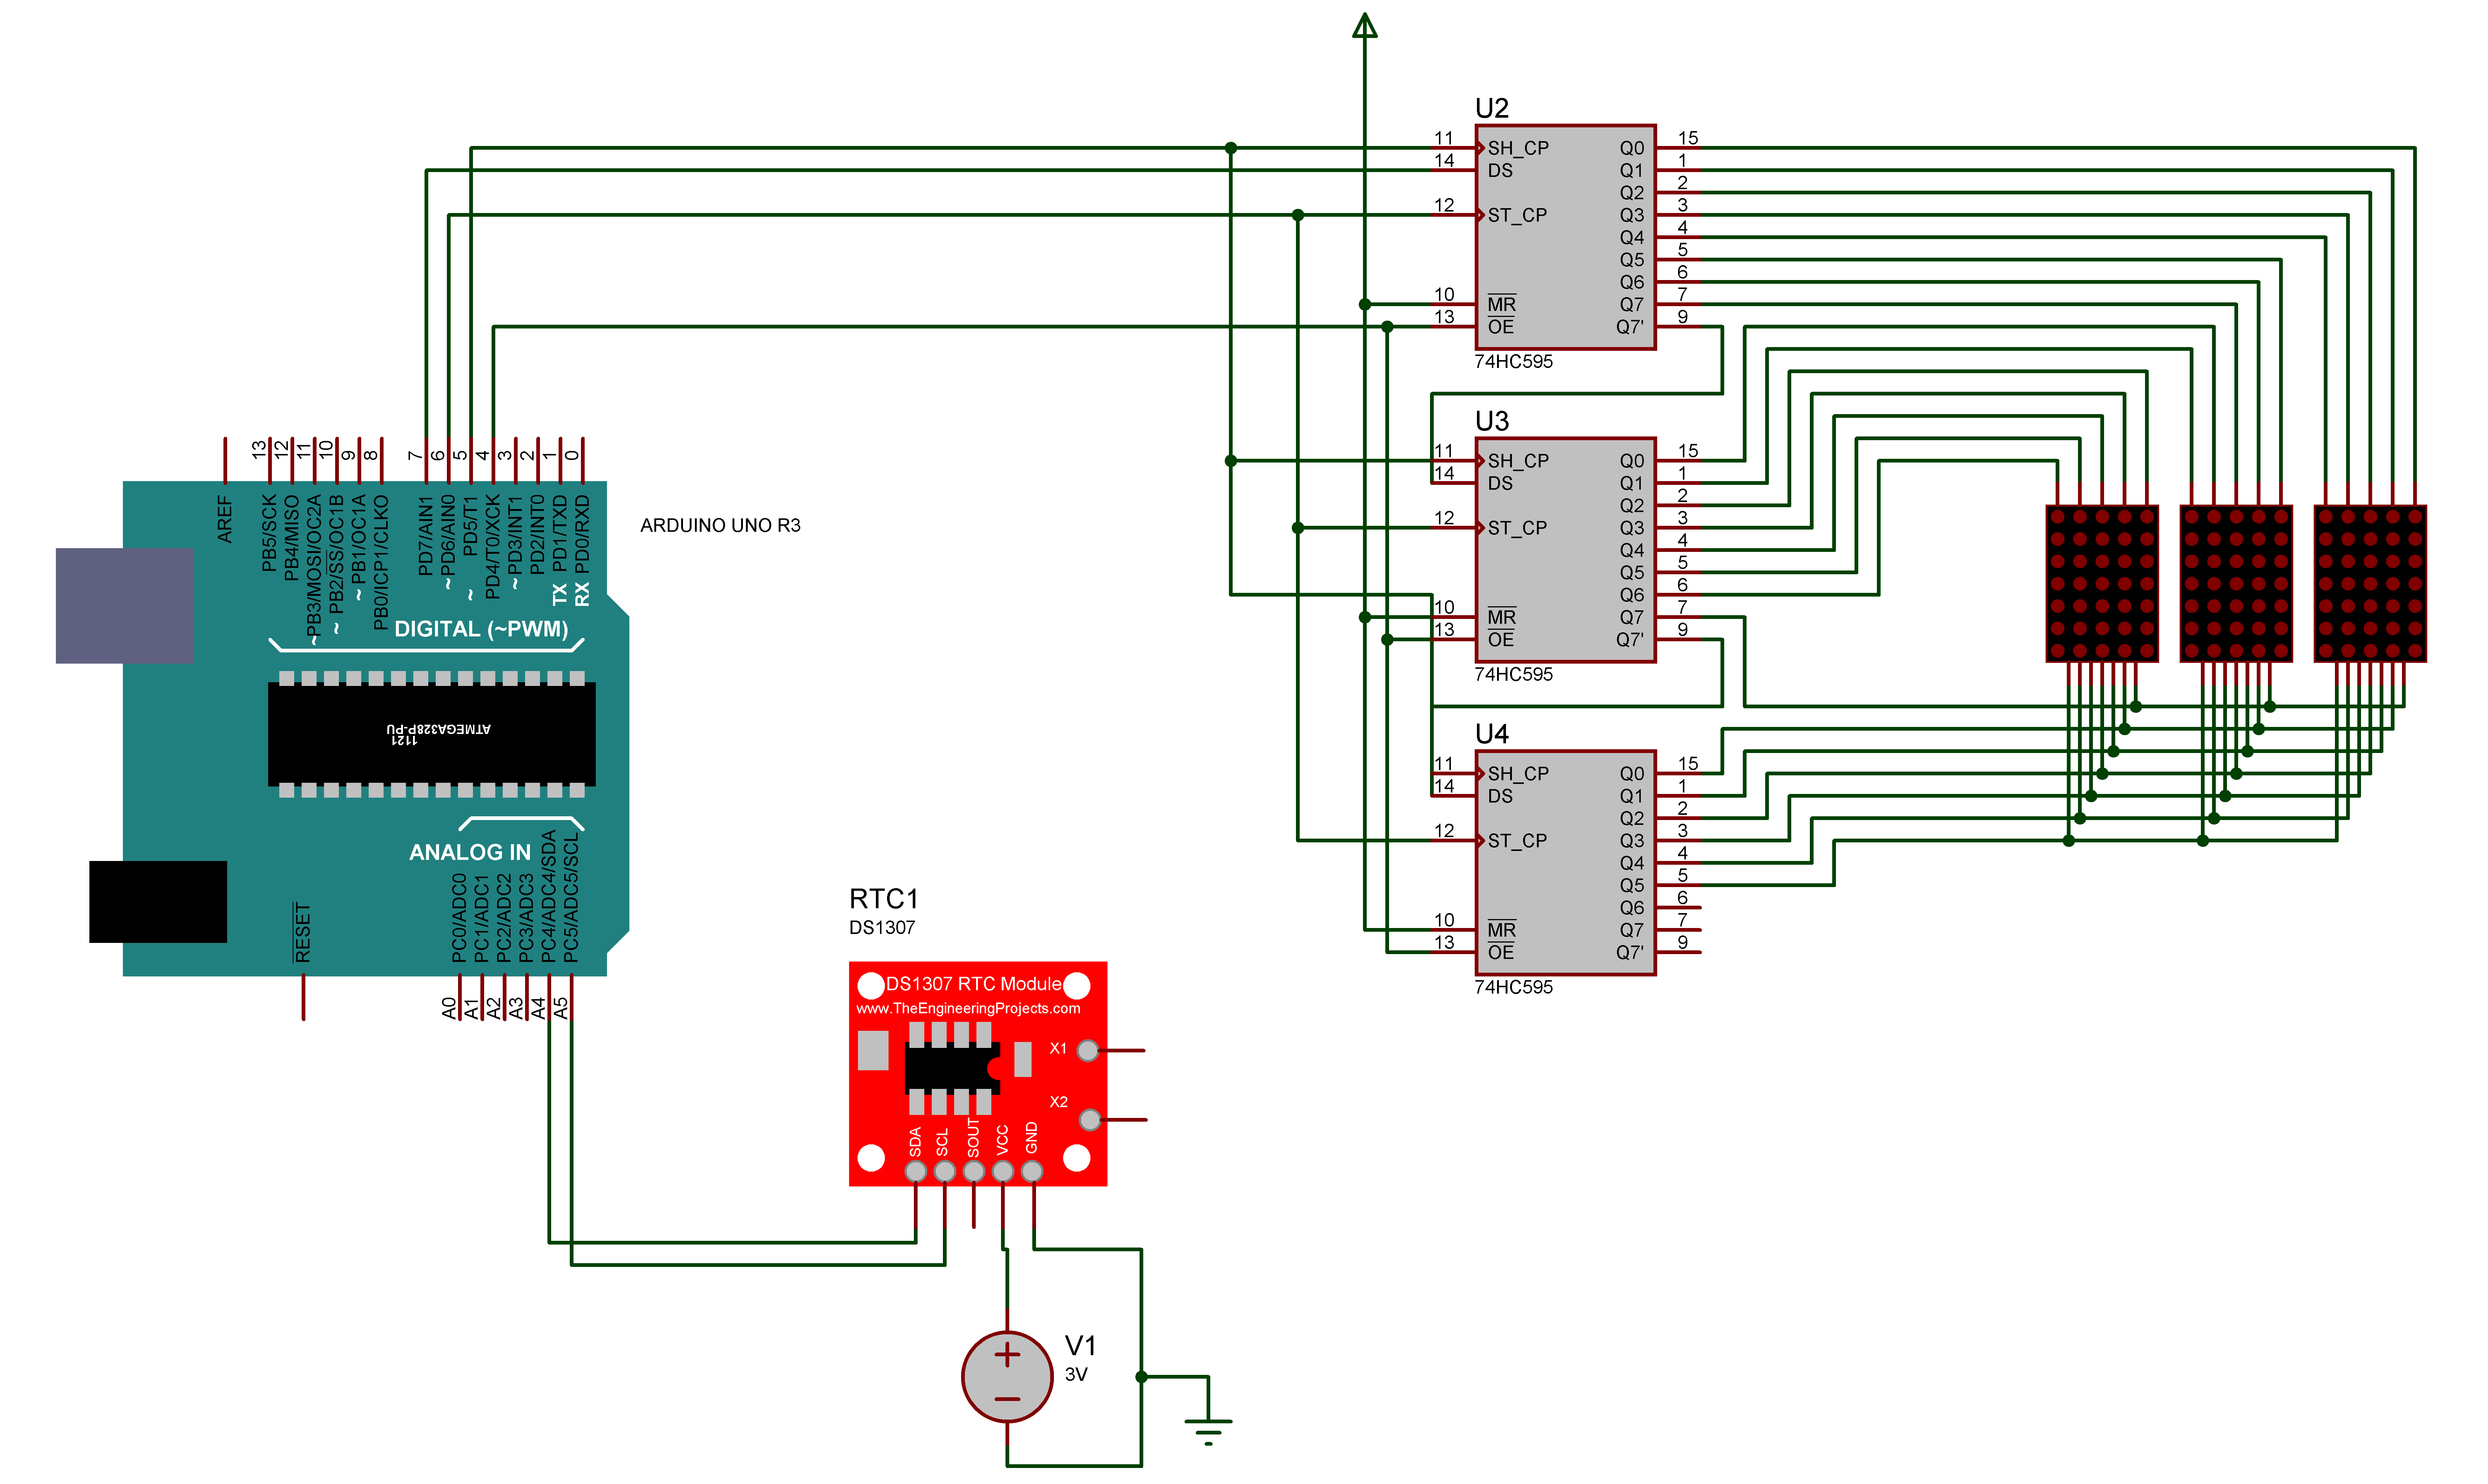 U2
11
SH_CP
Q0
15
14
DS
Q1
1
Q2
2
12
ST_CP
Q3
3
Q4
4
Q5
5
Q6
6
10
MR
Q7
7
13
OE
Q7'
9
74HC595
U3
11
SH_CP
Q0
15
14
DS
Q1
1
Q2
2
12
ST_CP
Q3
3
Q4
4
Q5
5
Q6
6
10
MR
Q7
7
13
OE
Q7'
9
74HC595
U4
11
SH_CP
Q0
15
14
DS
Q1
1
Q2
2
12
ST_CP
Q3
3
Q4
4
Q5
5
Q6
6
10
MR
Q7
7
13
OE
Q7'
9
74HC595
13
12
11
10
9
8
7
6
5
4
3
2
1
0
AREF
PB5/SCK
PB4/MISO
~PB3/MOSI/OC2A
~ PB2/SS/OC1B
~ PB1/OC1A
PB0/ICP1/CLKO
PD7/AIN1
~PD6/AIN0
~ PD5/T1
PD4/T0/XCK
~PD3/INT1
PD2/INT0
TX PD1/TXD
RX PD0/RXD
ARDUINO UNO R3
DIGITAL (~PWM)
ATMEGA328P-PU
1121
ANALOG IN
RESET
PC0/ADC0
PC1/ADC1
PC2/ADC2
PC3/ADC3
PC4/ADC4/SDA
PC5/ADC5/SCL
A0
A1
A2
A3
A4
A5
RTC1
DS1307
DS1307 RTC Module
www.TheEngineeringProjects.com
X1
X2
SDA
SCL
SOUT
VCC
GND
V1
3V